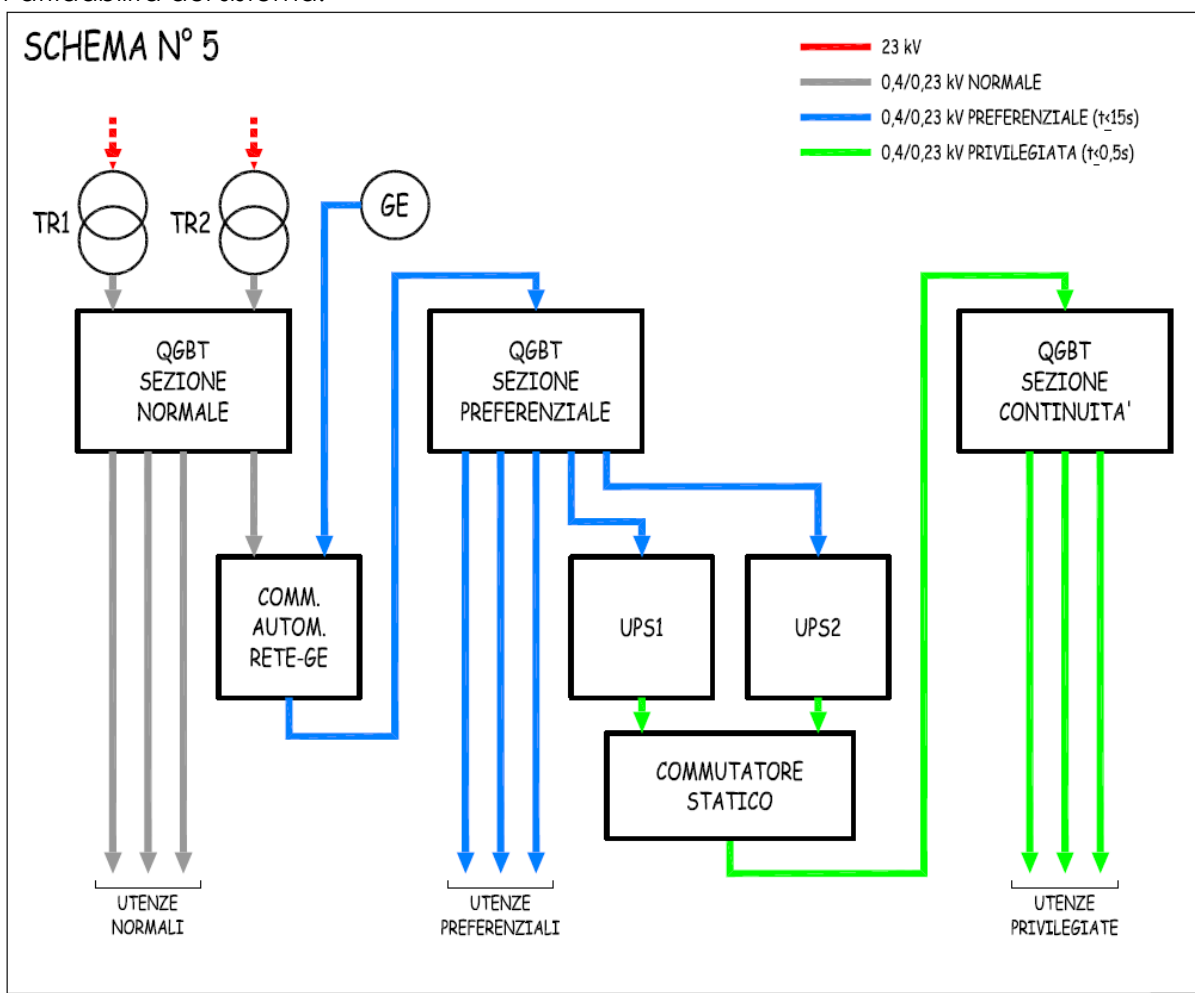 SCHEMA N° 5
23 kV
0,4/0,23 kV NORMALE
0,4/0,23 kV PREFERENZIALE (t≤15s)
0,4/0,23 kV PRIVILEGIATA (t≤0,5s)
TR1
TR2
GE
QGBT
SEZIONE
NORMALE
QGBT
SEZIONE
PREFERENZIALE
QGBT
SEZIONE
CONTINUITA'
COMM.
AUTOM.
RETE-GE
UPS1
UPS2
COMMUTATORE
STATICO
UTENZE
NORMALI
UTENZE
PREFERENZIALI
UTENZE
PRIVILEGIATE